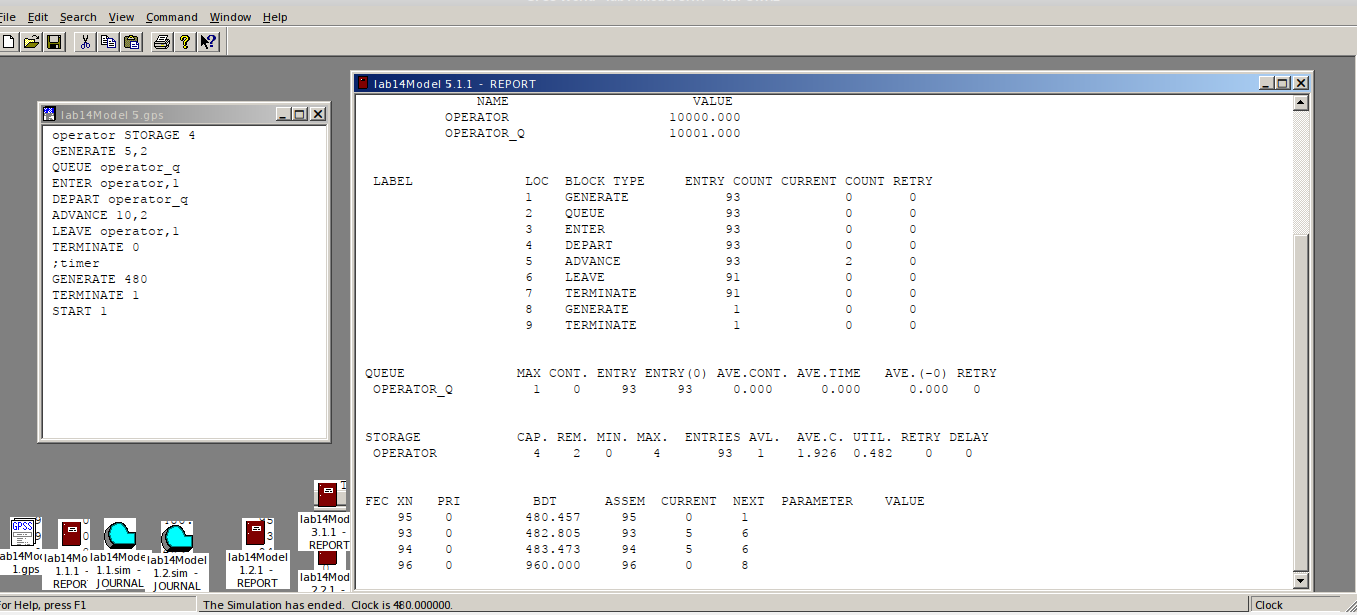 File Edit Search View Command Window Help
lab14Model 5.gps
operator STORAGE 4
GENERATE 5,2
QUEUE operator_q
ENTER operator,1
DEPART operator_q
ADVANCE 10,2
LEAVE operator,1
TERMINATE 0
;timer
GENERATE 480
TERMINATE 1
START 1
lab14Model 5.1.1 - REPORT
NAME VALUE
OPERATOR 10000.000
OPERATOR_Q 10001.000
LABEL LOC BLOCK TYPE ENTRY COUNT CURRENT COUNT RETRY
1 GENERATE 93 0 0
2 QUEUE 93 0 0
3 ENTER 93 0 0
4 DEPART 93 0 0
5 ADVANCE 93 2 0
6 LEAVE 91 0 0
7 TERMINATE 91 0 0
8 GENERATE 1 0 0
9 TERMINATE 1 0 0
QUEUE MAX CONT. ENTRY ENTRY(0) AVE.CONT. AVE.TIME AVE.(-0) RETRY
OPERATOR_Q 1 0 93 93 0.000 0.000 0.000 0
STORAGE CAP. REM. MIN. MAX. ENTRIES AVL. AVE.C. UTIL. RETRY DELAY
OPERATOR 4 2 0 4 93 1 1.926 0.482 0 0
FEC XN PRI BDT ASSEM CURRENT NEXT PARAMETER VALUE
95 0 480.457 95 0 1
93 0 482.805 93 5 6
94 0 483.473 94 5 6
96 0 960.000 96 0 8
GPSS
lab14Mod
1.gps
lab14Mo
1.1.1 -
REPOR
lab14Mode
1.1.sim -
JOURNAL
lab14Model
1.2.sim -
JOURNAL
lab14Model
1.2.1 -
REPORT
lab14Mod
3.1.1 -
REPORT
lab14Mod
2.2.1 -
For Help, press F1
The Simulation has ended. Clock is 480.000000.
Clock